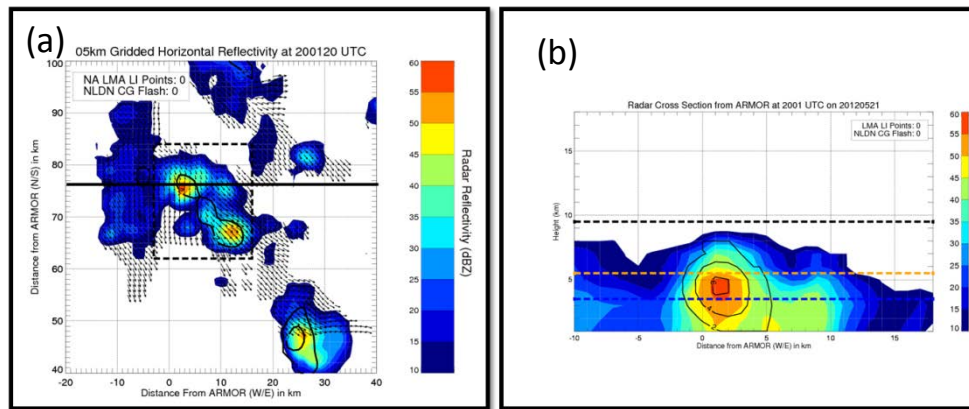 (a)
05km Gridded Horizontal Reflectivity at 200120 UTC
NA LMA LI Points: 0
NLDN CG Flash: 0
100
90
80
70
60
50
40
Distance from ARMOR (N/S) in km
-20 -10 0 10 20 30 40
Distance From ARMOR (W/E) in km
60
55
50
45
40
35
30
25
20
15
10
Radar Reflectivity (dBZ)
(b)
Radar Cross Section from ARMOR at 2001 UTC on 20120521
LMA LI Points: 0
NLDN CG Flash: 0
15
10
5
Height (km)
-10 -5 0 5 10 15
Distance from ARMOR (W/E) in km
60
55
50
45
40
35
30
25
20
15
10